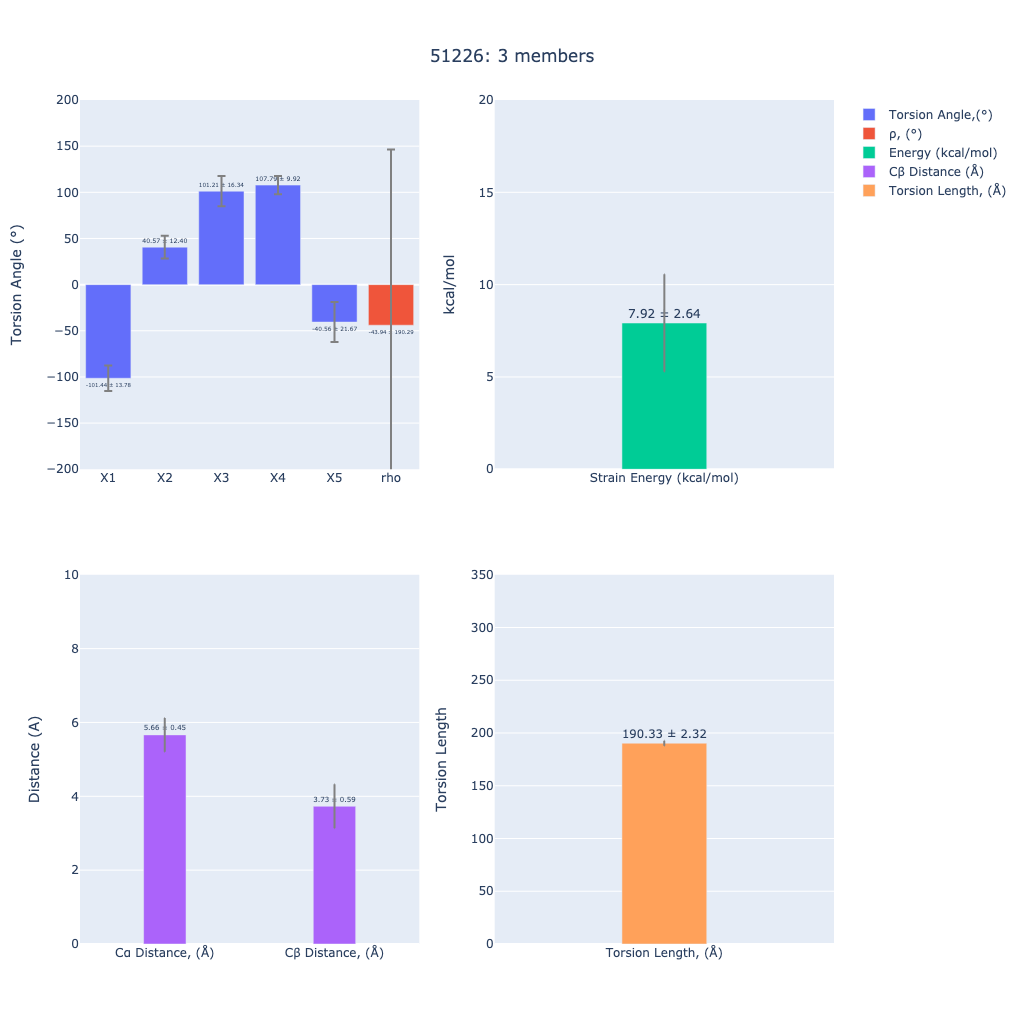 51226: 3 members
200
150
100
50
0
−50
−100
−150
−200
Torsion Angle (°)
-101.44 ± 13.78
40.57 ± 12.40
101.21 ± 16.34
107.79 ± 9.92
-40.56 ± 21.67
-43.94 ± 190.29
X1 X2 X3 X4 X5 rho
20
15
10
5
0
kcal/mol
7.92 ± 2.64
Strain Energy (kcal/mol)
Torsion Angle,(°)
ρ, (°)
Energy (kcal/mol)
Cβ Distance (Å)
Torsion Length, (Å)
10
8
6
4
2
0
Distance (A)
5.66 ± 0.45
3.73 ± 0.59
Cα Distance, (Å) Cβ Distance, (Å)
350
300
250
200
150
100
50
0
Torsion Length
190.33 ± 2.32
Torsion Length, (Å)